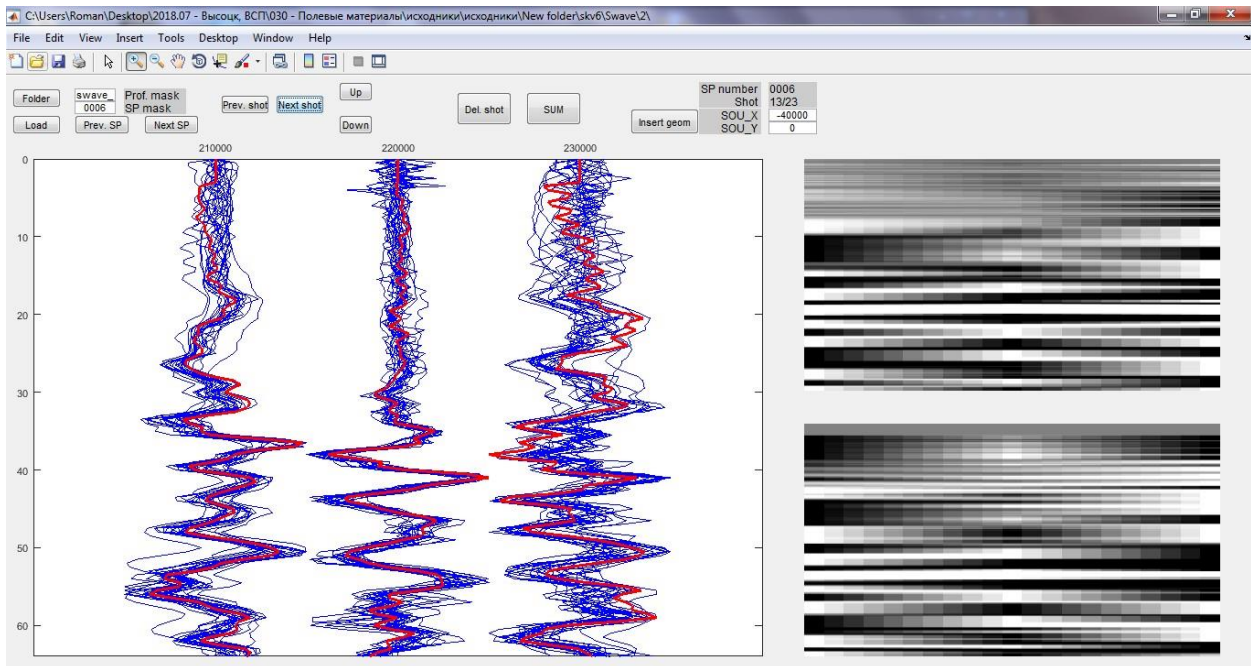 C:\Users\Roman\Desktop\2018.07 - Высоцк, ВСП\030 - Полевые материалы\исходники\исходники\New folder\skv6\Swave\2\
File Edit View Insert Tools Desktop Window Help
Folder swave_ Prof. mask
0006 SP mask
Load Prev. SP Next SP
Prev. shot Next shot
Up
Down
Del. shot SUM
Insert geom
SP number 0006
Shot 13/23
SOU_X -40000
SOU_Y 0
210000 220000 230000
0
10
20
30
40
50
60